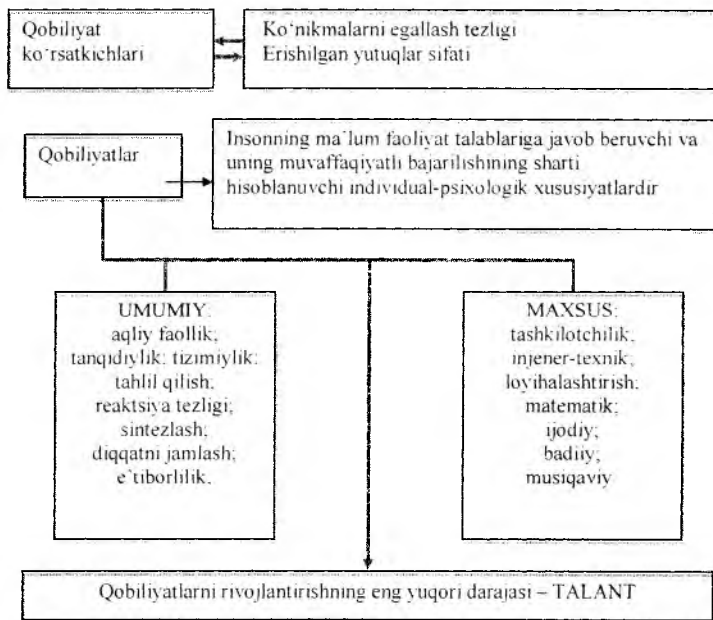 Qobiliyat
ko‘rsatkichlari
Ko‘nikmalarni egallash tezligi
Erishilgan yutuqlar sifati
Qobiliyatlar
Insonning ma`lum faoliyat talablariga javob beruvchi va
uning muvaffaqiyatli bajarilishining sharti
hisoblanuvchi individual-psixologik xususiyatlardir
UMUMIY:
aqliy faollik;
tanqidiylik; tizimiylik;
tahlil qilish;
reaktsiya tezligi;
sintezlash;
diqqatni jamlash;
e`tiborlilik.
MAXSUS:
tashkilotchilik;
injener-texnik;
loyihalashtirish;
matematik;
ijodiy;
badiiy;
musiqaviy
Qobiliyatlarni rivojlantirishning eng yuqori darajasi – TALANT